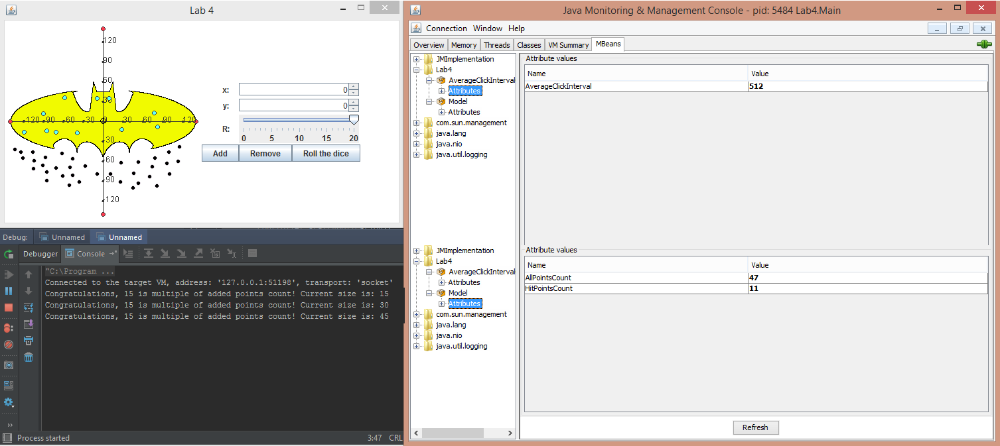 Lab 4
120
90
60
30
-120 -90 -60 -30 0 30 60 90 120
-30
-60
-90
-120
x: 0
y: 0
R:
0 5 10 15 20
Add Remove Roll the dice
Debug: Unnamed Unnamed
Debugger Console
"C:\Program ...
Connected to the target VM, address: '127.0.0.1:51198', transport: 'socket'
Congratulations, 15 is multiple of added points count! Current size is: 15
Congratulations, 15 is multiple of added points count! Current size is: 30
Congratulations, 15 is multiple of added points count! Current size is: 45
Process started 3:47 CRL
Java Monitoring & Management Console - pid: 5484 Lab4.Main
Connection Window Help
Overview Memory Threads Classes VM Summary MBeans
JMImplementation
Lab4
AverageClickInterval
Attributes
Model
Attributes
com.sun.management
java.lang
java.nio
java.util.logging
Attribute values
Name Value
AverageClickInterval 512
JMImplementation
Lab4
AverageClickInterval
Attributes
Model
Attributes
com.sun.management
java.lang
java.nio
java.util.logging
Attribute values
Name Value
AllPointsCount 47
HitPointsCount 11
Refresh